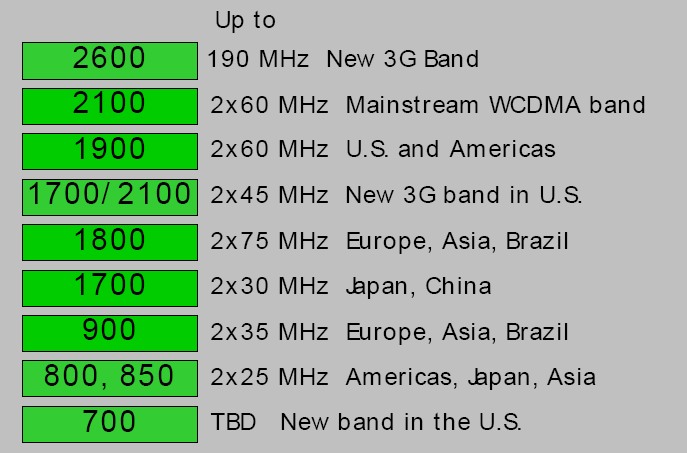 Up to
2600 190 MHz New 3G Band
2100 2x60 MHz Mainstream WCDMA band
1900 2x60 MHz U.S. and Americas
1700/2100 2x45 MHz New 3G band in U.S.
1800 2x75 MHz Europe, Asia, Brazil
1700 2x30 MHz Japan, China
900 2x35 MHz Europe, Asia, Brazil
800, 850 2x25 MHz Americas, Japan, Asia
700 TBD New band in the U.S.